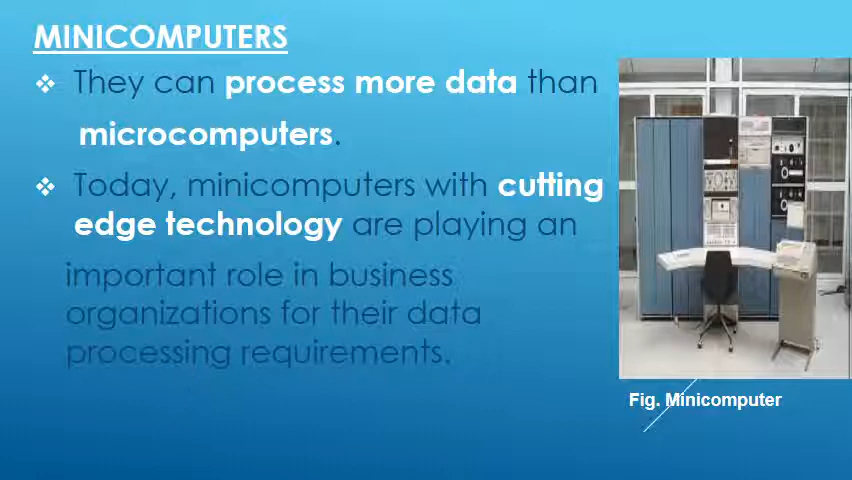 MINICOMPUTERS
❖ They can process more data than
microcomputers.
❖ Today, minicomputers with cutting
edge technology are playing an
important role in business
organizations for their data
processing requirements.
Fig. Minicomputer